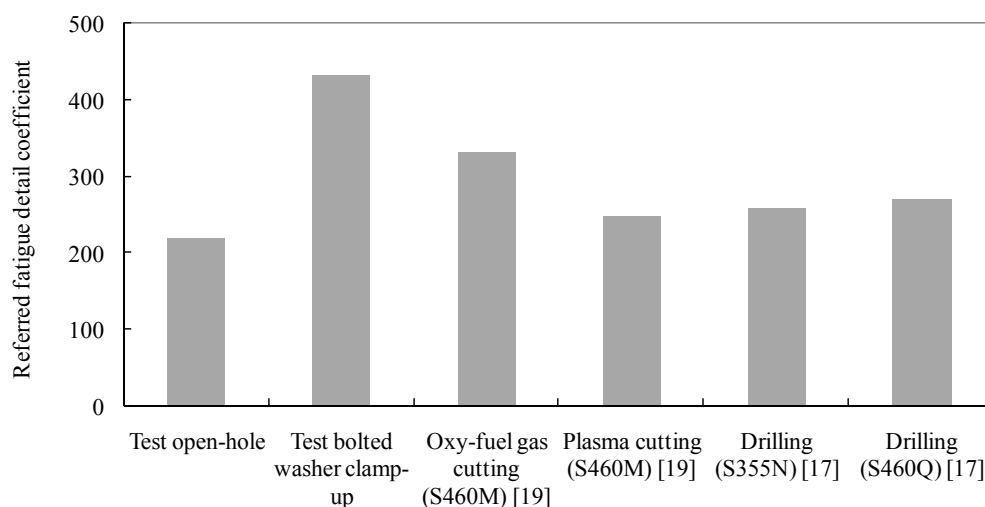 Referred fatigue detail coefficient
500
400
300
200
100
0
Test open-hole
Test bolted
washer clamp-
up
Oxy-fuel gas
cutting
(S460M) [19]
Plasma cutting
(S460M) [19]
Drilling
(S355N) [17]
Drilling
(S460Q) [17]